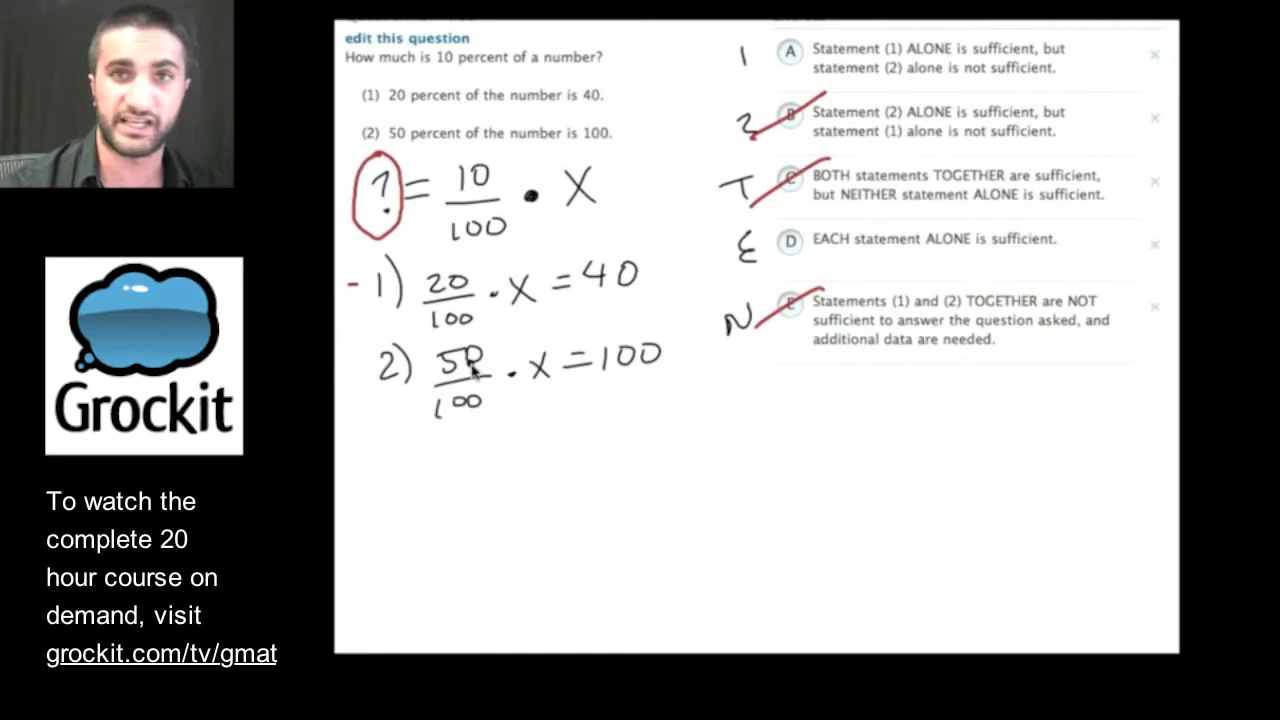 edit this question
How much is 10 percent of a number?
(1) 20 percent of the number is 40.
(2) 50 percent of the number is 100.
? = 10/100 • X
- 1) 20/100 • X = 40
2) 50/100 • X = 100
1 A Statement (1) ALONE is sufficient, but
statement (2) alone is not sufficient.
2 B Statement (2) ALONE is sufficient, but
statement (1) alone is not sufficient.
T C BOTH statements TOGETHER are sufficient,
but NEITHER statement ALONE is sufficient.
E D EACH statement ALONE is sufficient.
N E Statements (1) and (2) TOGETHER are NOT
sufficient to answer the question asked, and
additional data are needed.
Grockit
To watch the
complete 20
hour course on
demand, visit
grockit.com/tv/gmat